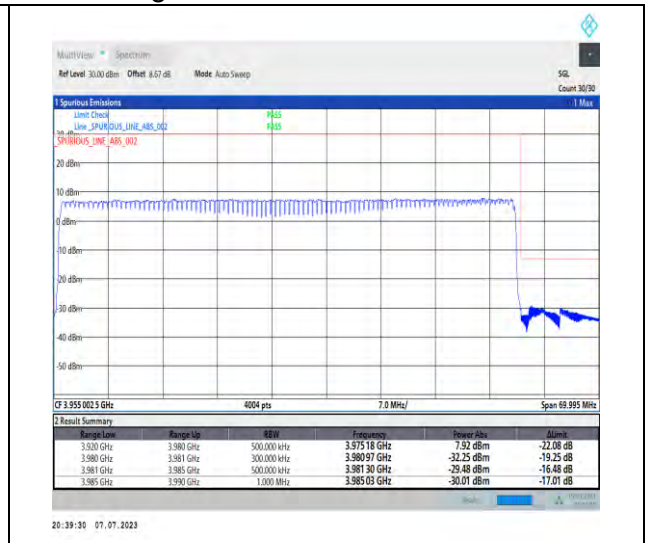 MultiView Spectrum
Ref Level 30.00 dBm Offset 8.67 dB Mode Auto Sweep SGL
Count 30/30
1 Spurious Emissions 1 Max
Limit Check PASS
Line _SPURIOUS_LINE_ABS_002 PASS
_SPURIOUS_LINE_ABS_002
20 dBm
10 dBm
0 dBm
-10 dBm
-20 dBm
-30 dBm
-40 dBm
-50 dBm
CF 3.955 002 5 GHz 4004 pts 7.0 MHz/ Span 69.995 MHz
2 Result Summary
Range Low Range Up RBW Frequency Power Abs ΔLimit
3.920 GHz 3.980 GHz 500.000 kHz 3.975 18 GHz 7.92 dBm -22.08 dB
3.980 GHz 3.981 GHz 300.000 kHz 3.980 97 GHz -32.25 dBm -19.25 dB
3.981 GHz 3.985 GHz 500.000 kHz 3.981 30 GHz -29.48 dBm -16.48 dB
3.985 GHz 3.990 GHz 1.000 MHz 3.985 03 GHz -30.01 dBm -17.01 dB
20:39:30 07.07.2023